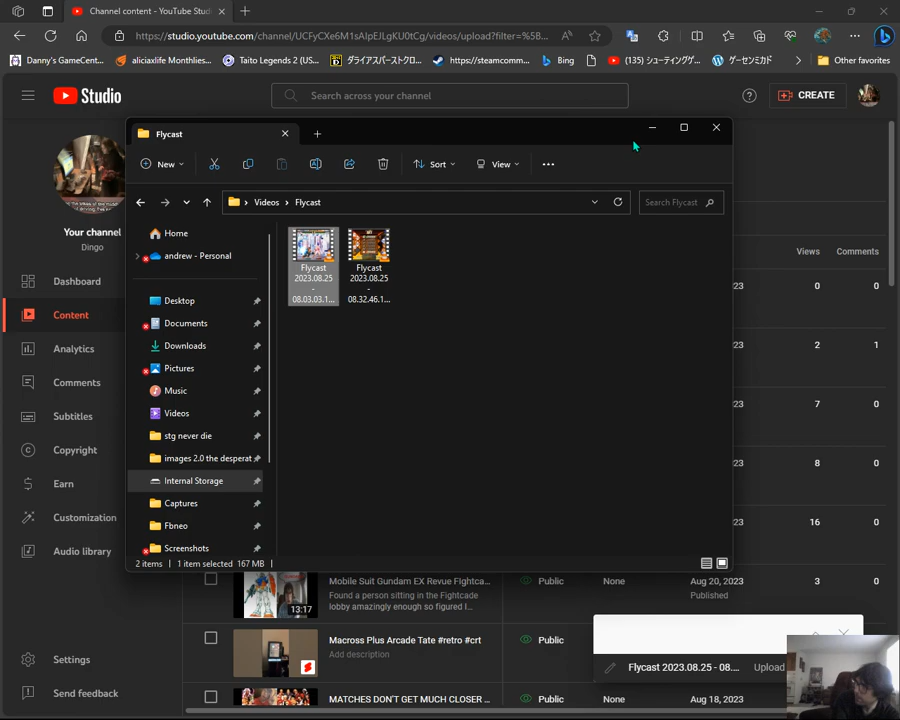 Channel content - YouTube Studi
https://studio.youtube.com/channel/UCFyCXe6M1sAIpEJLgKU0tCg/videos/upload?filter=%5B...
Danny's GameCent... aliciaxlear Monthlies... Taito Legends 2 (US... ダライアスバーストクロ... https://steamcomm... Bing (135) シューティングゲ... ゲーセンミカド Other favorites
Studio
Search across your channel
CREATE
Your channel
Dingo
Dashboard
Content
Analytics
Comments
Subtitles
Copyright
Earn
Customization
Audio library
Settings
Send feedback
Flycast
New Sort View
Videos Flycast
Search Flycast
Home
andrew - Personal
Desktop
Documents
Downloads
Pictures
Music
Videos
stg never die
images 2.0 the desperat
Internal Storage
Captures
Fbneo
Screenshots
Flycast
2023.08.25
-
08.03.03.1...
Flycast
2023.08.25
-
08.32.46.1...
2 items 1 item selected 167 MB
Views Comments
23 0 0
23 2 1
23 7 0
23 8 0
23 16 0
Mobile Suit Gundam EX Revue FIghtca...
Found a person sitting in the Fightcade
lobby amazingly enough so figured I...
13:17
Public None Aug 20, 2023 3 0
Published
Macross Plus Arcade Tate #retro #crt
Add description
Public
MATCHES DON'T GET MUCH CLOSER ...
Public None Aug 18, 2023
Flycast 2023.08.25 - 08.... Upload